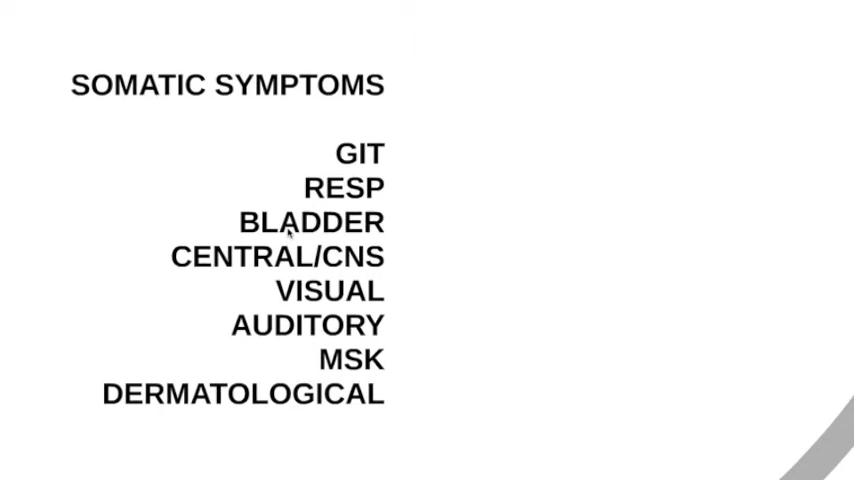 SOMATIC SYMPTOMS
GIT
RESP
BLADDER
CENTRAL/CNS
VISUAL
AUDITORY
MSK
DERMATOLOGICAL